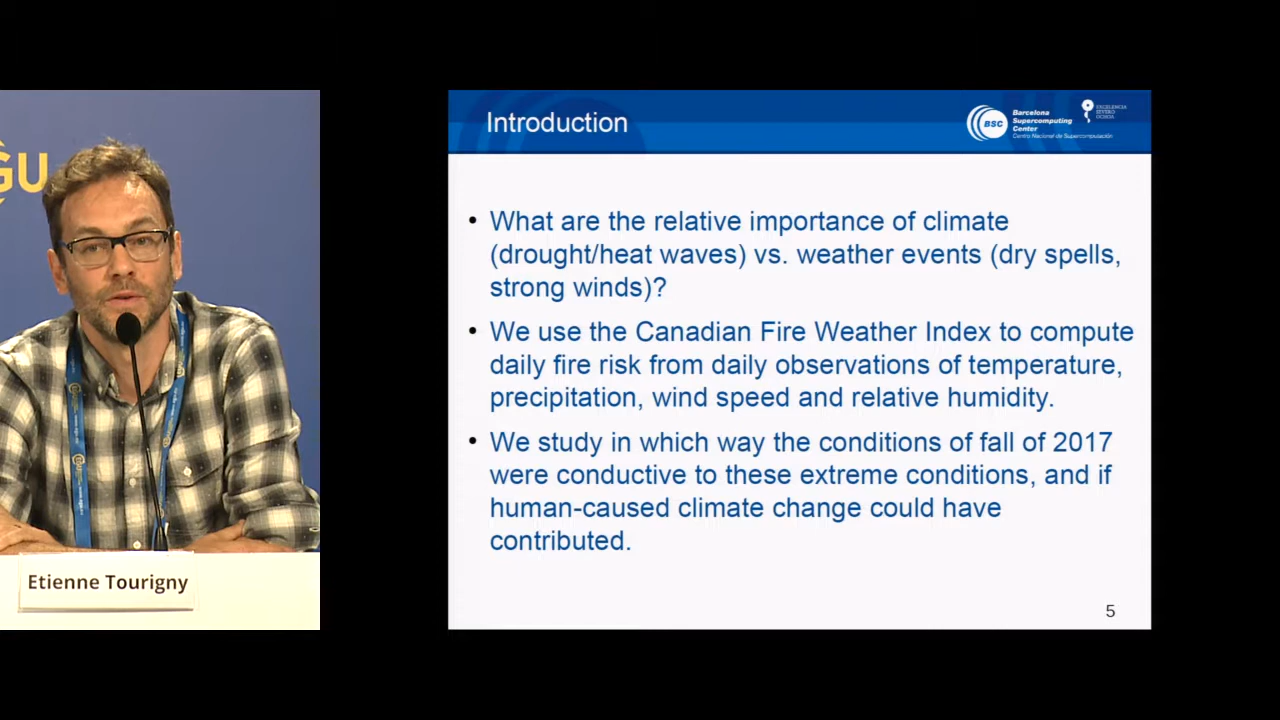 GU
Etienne Tourigny
Introduction
BSC
Barcelona
Supercomputing
Center
Centro Nacional de Supercomputación
EXCELENCIA
SEVERO
OCHOA
• What are the relative importance of climate
(drought/heat waves) vs. weather events (dry spells,
strong winds)?
• We use the Canadian Fire Weather Index to compute
daily fire risk from daily observations of temperature,
precipitation, wind speed and relative humidity.
• We study in which way the conditions of fall of 2017
were conductive to these extreme conditions, and if
human-caused climate change could have
contributed.
5